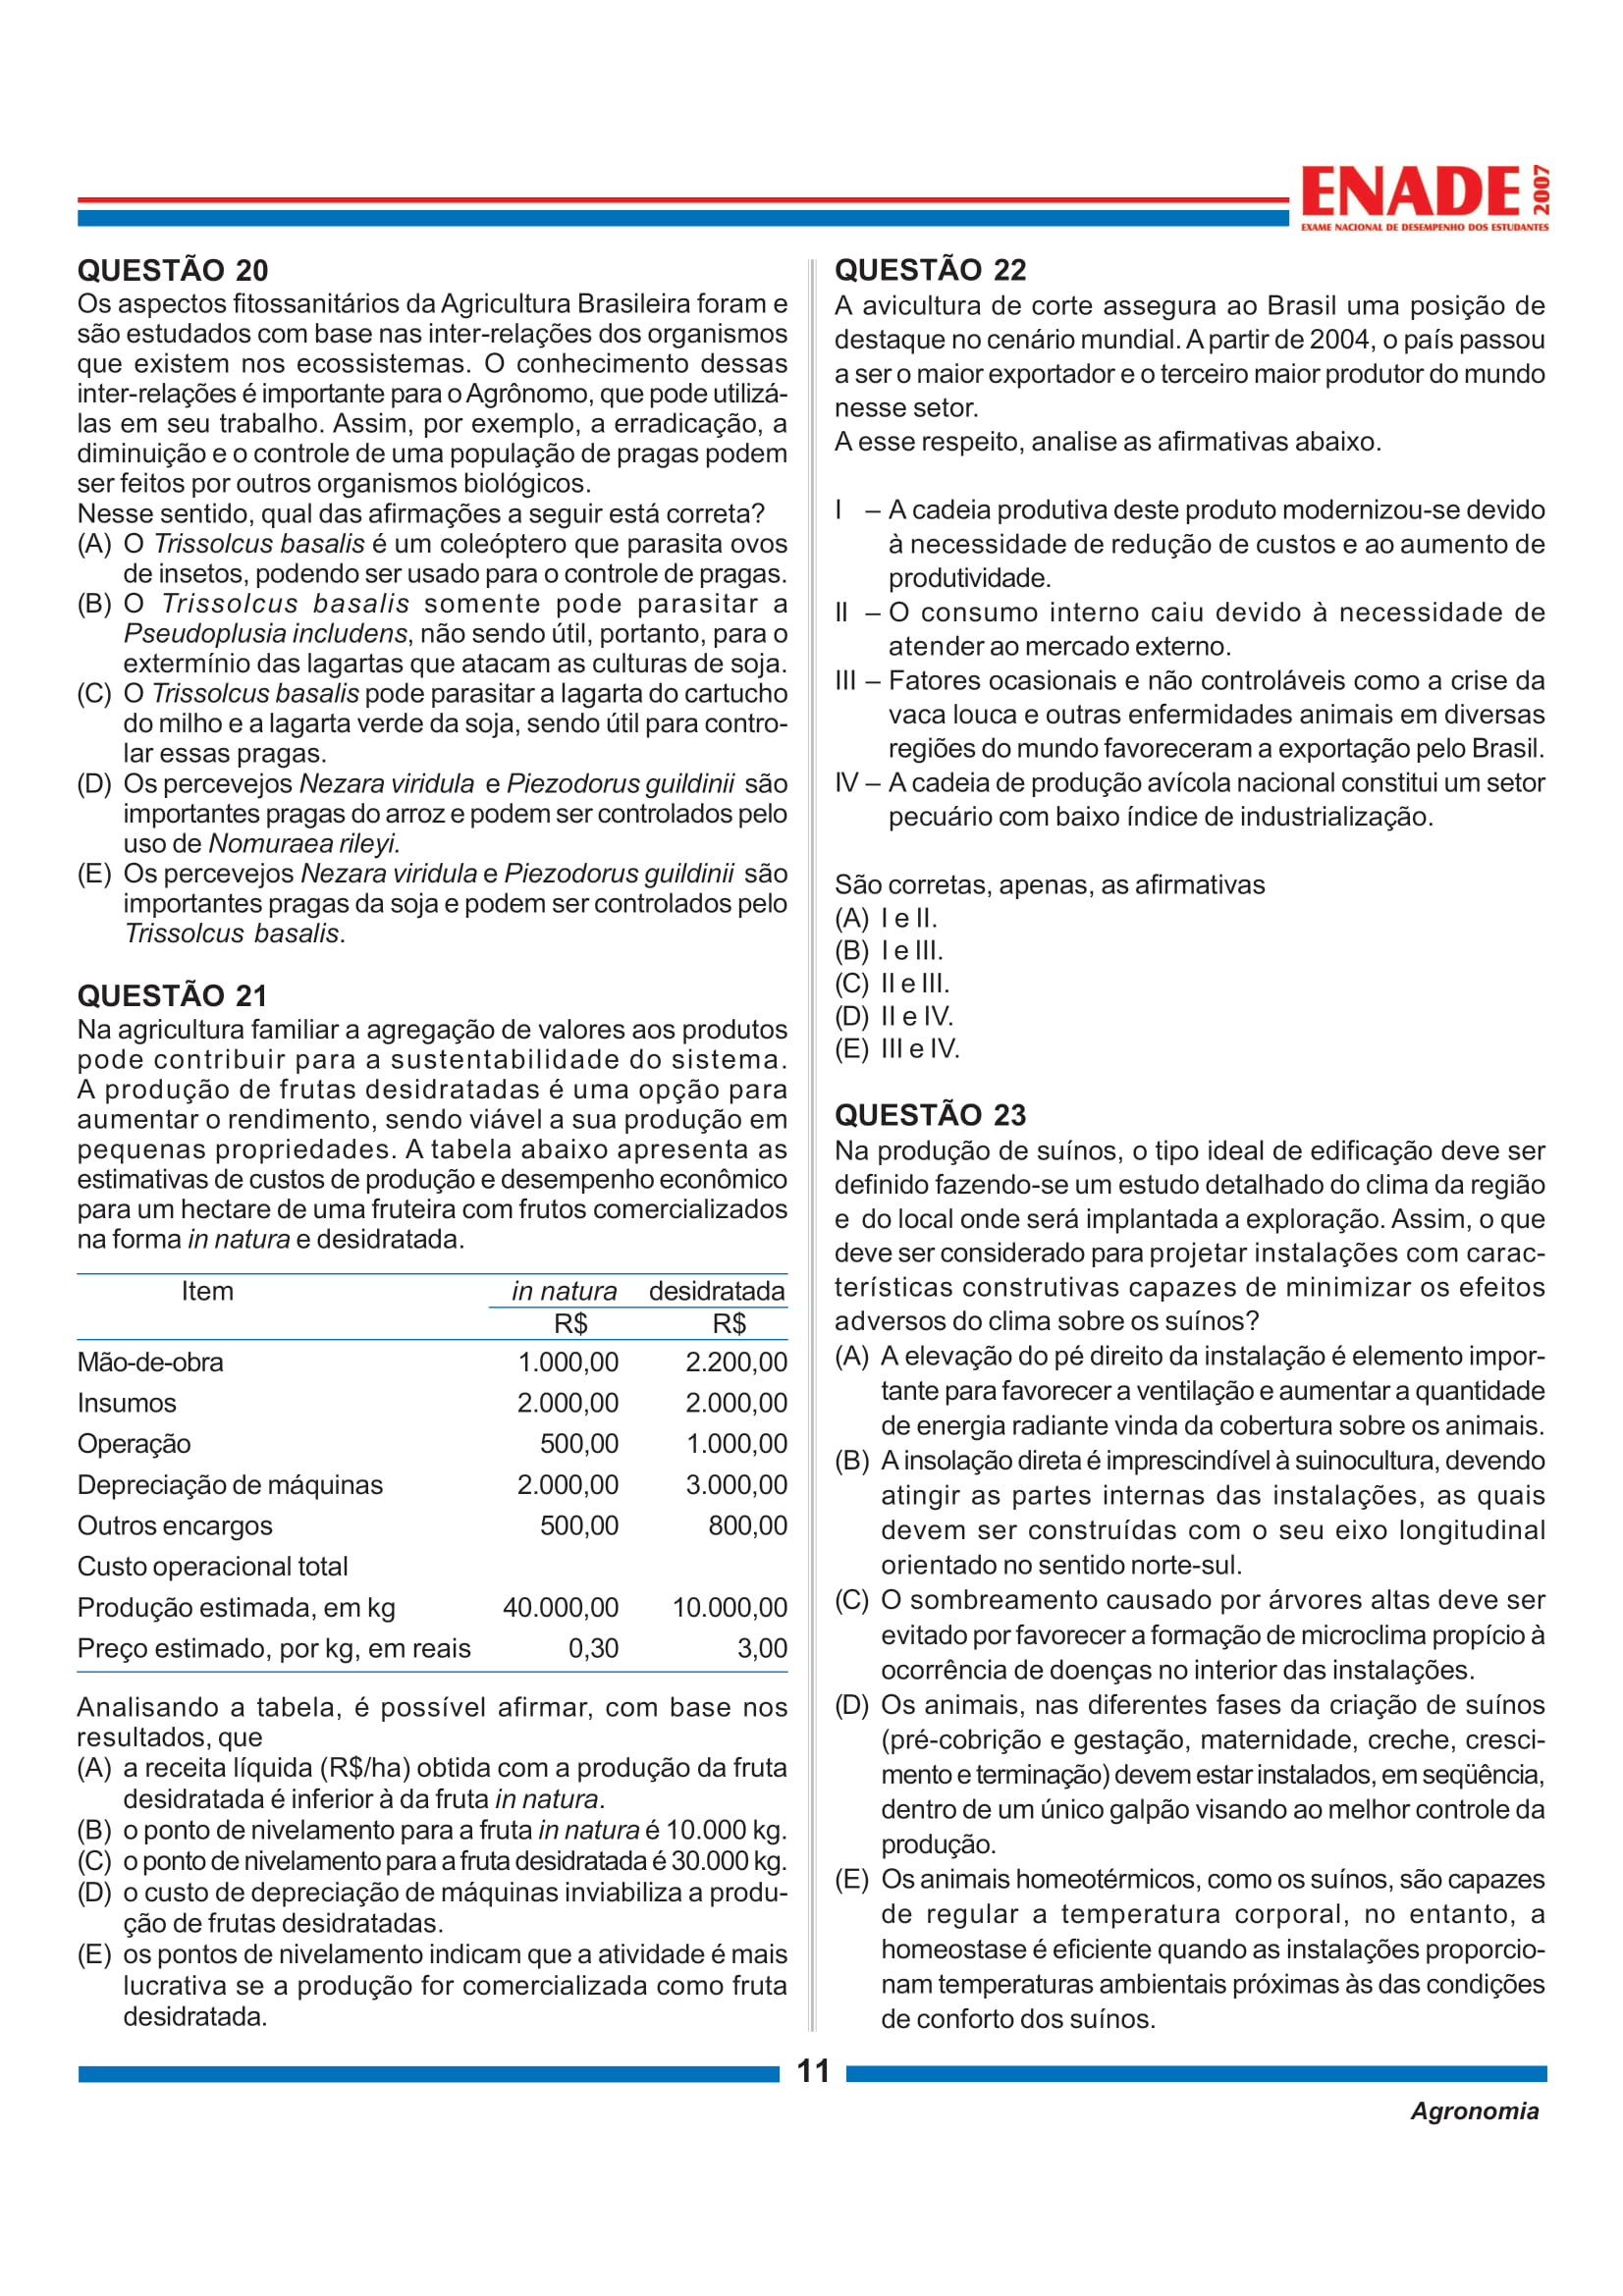 ENADE 2007
EXAME NACIONAL DE DESEMPENHO DOS ESTUDANTES
QUESTÃO 20
Os aspectos fitossanitários da Agricultura Brasileira foram e
são estudados com base nas inter-relações dos organismos
que existem nos ecossistemas. O conhecimento dessas
inter-relações é importante para o Agrônomo, que pode utilizá-
las em seu trabalho. Assim, por exemplo, a erradicação, a
diminuição e o controle de uma população de pragas podem
ser feitos por outros organismos biológicos.
Nesse sentido, qual das afirmações a seguir está correta?
(A) O Trissolcus basalis é um coleóptero que parasita ovos
de insetos, podendo ser usado para o controle de pragas.
(B) O Trissolcus basalis somente pode parasitar a
Pseudoplusia includens, não sendo útil, portanto, para o
extermínio das lagartas que atacam as culturas de soja.
(C) O Trissolcus basalis pode parasitar a lagarta do cartucho
do milho e a lagarta verde da soja, sendo útil para contro-
lar essas pragas.
(D) Os percevejos Nezara viridula e Piezodorus guildinii são
importantes pragas do arroz e podem ser controlados pelo
uso de Nomuraea rileyi.
(E) Os percevejos Nezara viridula e Piezodorus guildinii são
importantes pragas da soja e podem ser controlados pelo
Trissolcus basalis.
QUESTÃO 21
Na agricultura familiar a agregação de valores aos produtos
pode contribuir para a sustentabilidade do sistema.
A produção de frutas desidratadas é uma opção para
aumentar o rendimento, sendo viável a sua produção em
pequenas propriedades. A tabela abaixo apresenta as
estimativas de custos de produção e desempenho econômico
para um hectare de uma fruteira com frutos comercializados
na forma in natura e desidratada.
Item in natura desidratada
R$ R$
Mão-de-obra 1.000,00 2.200,00
Insumos 2.000,00 2.000,00
Operação 500,00 1.000,00
Depreciação de máquinas 2.000,00 3.000,00
Outros encargos 500,00 800,00
Custo operacional total
Produção estimada, em kg 40.000,00 10.000,00
Preço estimado, por kg, em reais 0,30 3,00
Analisando a tabela, é possível afirmar, com base nos
resultados, que
(A) a receita líquida (R$/ha) obtida com a produção da fruta
desidratada é inferior à da fruta in natura.
(B) o ponto de nivelamento para a fruta in natura é 10.000 kg.
(C) o ponto de nivelamento para a fruta desidratada é 30.000 kg.
(D) o custo de depreciação de máquinas inviabiliza a produ-
ção de frutas desidratadas.
(E) os pontos de nivelamento indicam que a atividade é mais
lucrativa se a produção for comercializada como fruta
desidratada.
QUESTÃO 22
A avicultura de corte assegura ao Brasil uma posição de
destaque no cenário mundial. A partir de 2004, o país passou
a ser o maior exportador e o terceiro maior produtor do mundo
nesse setor.
A esse respeito, analise as afirmativas abaixo.
I – A cadeia produtiva deste produto modernizou-se devido
à necessidade de redução de custos e ao aumento de
produtividade.
II – O consumo interno caiu devido à necessidade de
atender ao mercado externo.
III – Fatores ocasionais e não controláveis como a crise da
vaca louca e outras enfermidades animais em diversas
regiões do mundo favoreceram a exportação pelo Brasil.
IV – A cadeia de produção avícola nacional constitui um setor
pecuário com baixo índice de industrialização.
São corretas, apenas, as afirmativas
(A) I e II.
(B) I e III.
(C) II e III.
(D) II e IV.
(E) III e IV.
QUESTÃO 23
Na produção de suínos, o tipo ideal de edificação deve ser
definido fazendo-se um estudo detalhado do clima da região
e do local onde será implantada a exploração. Assim, o que
deve ser considerado para projetar instalações com carac-
terísticas construtivas capazes de minimizar os efeitos
adversos do clima sobre os suínos?
(A) A elevação do pé direito da instalação é elemento impor-
tante para favorecer a ventilação e aumentar a quantidade
de energia radiante vinda da cobertura sobre os animais.
(B) A insolação direta é imprescindível à suinocultura, devendo
atingir as partes internas das instalações, as quais
devem ser construídas com o seu eixo longitudinal
orientado no sentido norte-sul.
(C) O sombreamento causado por árvores altas deve ser
evitado por favorecer a formação de microclima propício à
ocorrência de doenças no interior das instalações.
(D) Os animais, nas diferentes fases da criação de suínos
(pré-cobrição e gestação, maternidade, creche, cresci-
mento e terminação) devem estar instalados, em seqüência,
dentro de um único galpão visando ao melhor controle da
produção.
(E) Os animais homeotérmicos, como os suínos, são capazes
de regular a temperatura corporal, no entanto, a
homeostase é eficiente quando as instalações proporcio-
nam temperaturas ambientais próximas às das condições
de conforto dos suínos.
11
Agronomia